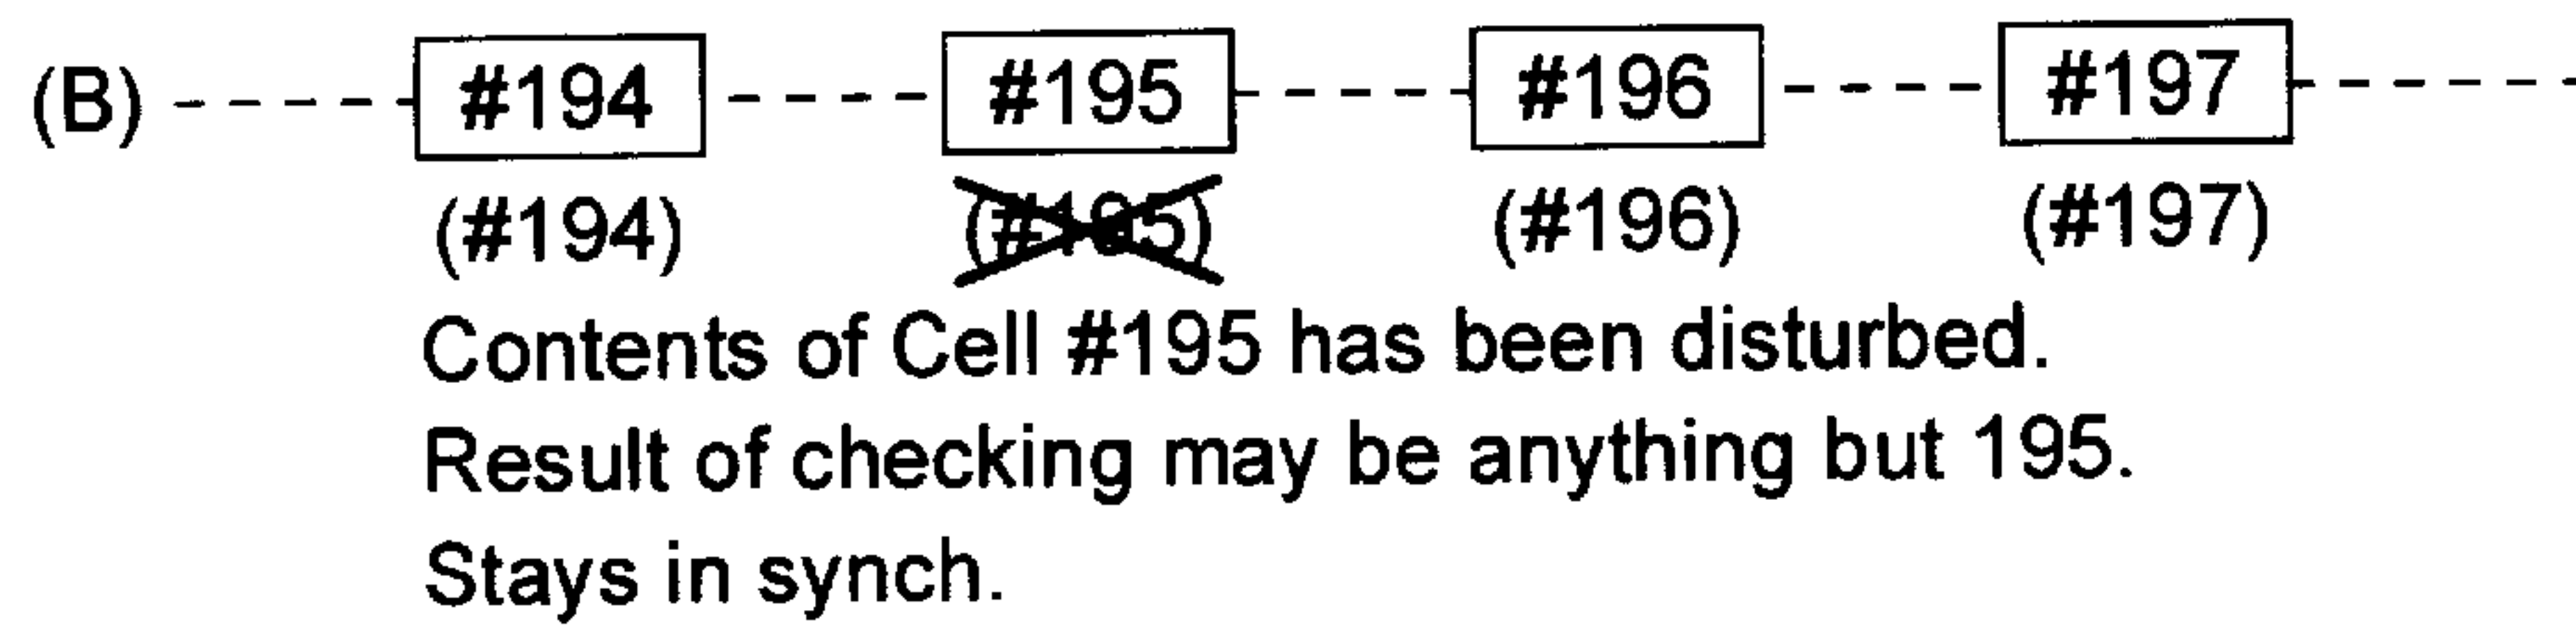 (B) #194 #195 #196 #197
(#194) (#195) (#196) (#197)
Contents of Cell #195 has been disturbed.
Result of checking may be anything but 195.
Stays in synch.